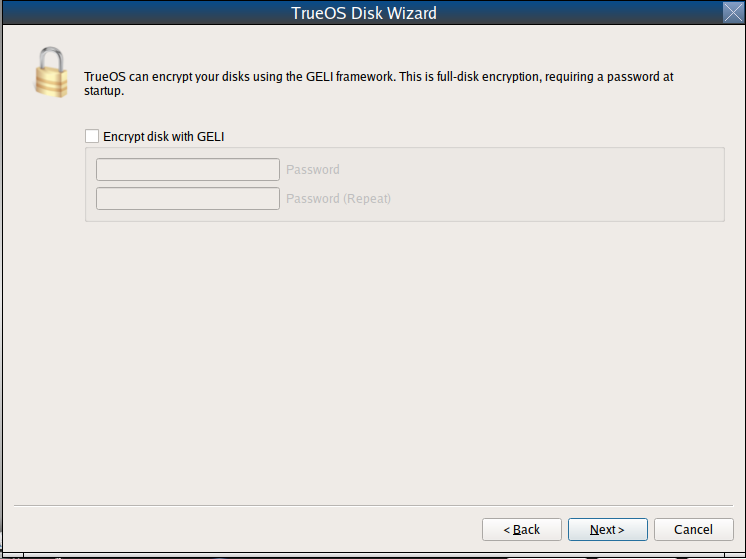 TrueOS Disk Wizard
TrueOS can encrypt your disks using the GELI framework. This is full-disk encryption, requiring a password at
startup.
Encrypt disk with GELI
Password
Password (Repeat)
< Back
Next >
Cancel